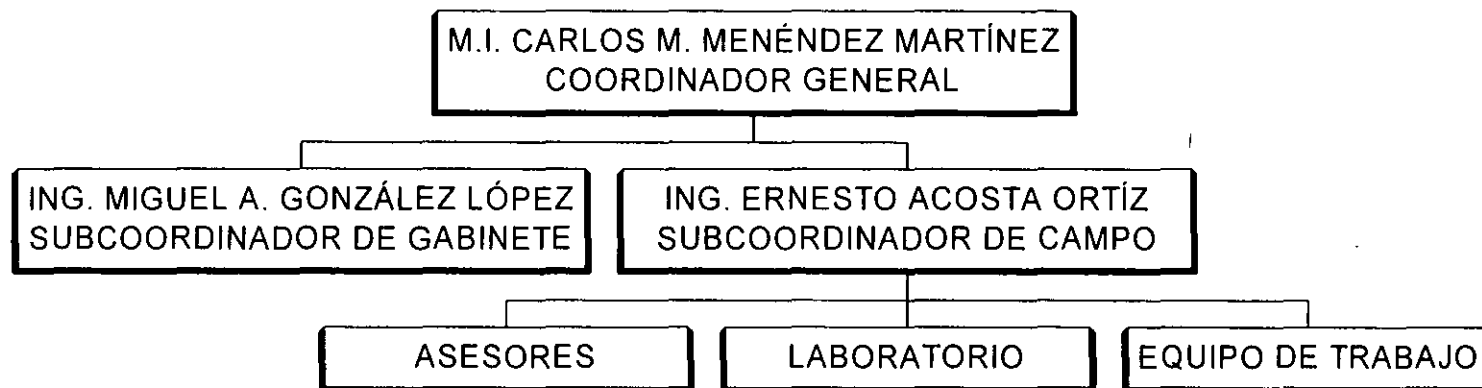 M.I. CARLOS M. MENÉNDEZ MARTÍNEZ
COORDINADOR GENERAL
ING. MIGUEL A. GONZÁLEZ LÓPEZ
SUBCOORDINADOR DE GABINETE
ING. ERNESTO ACOSTA ORTÍZ
SUBCOORDINADOR DE CAMPO
ASESORES
LABORATORIO
EQUIPO DE TRABAJO